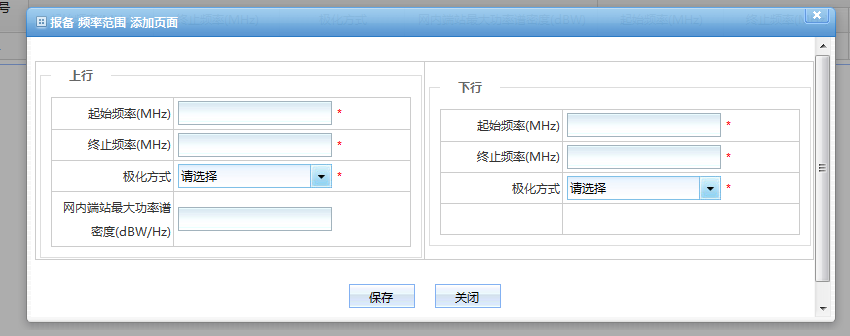 号
报备 频率范围 添加页面
上行
起始频率(MHz) *
终止频率(MHz) *
极化方式 请选择 *
网内端站最大功率谱
密度(dBW/Hz)
下行
起始频率(MHz) *
终止频率(MHz) *
极化方式 请选择 *
保存 关闭